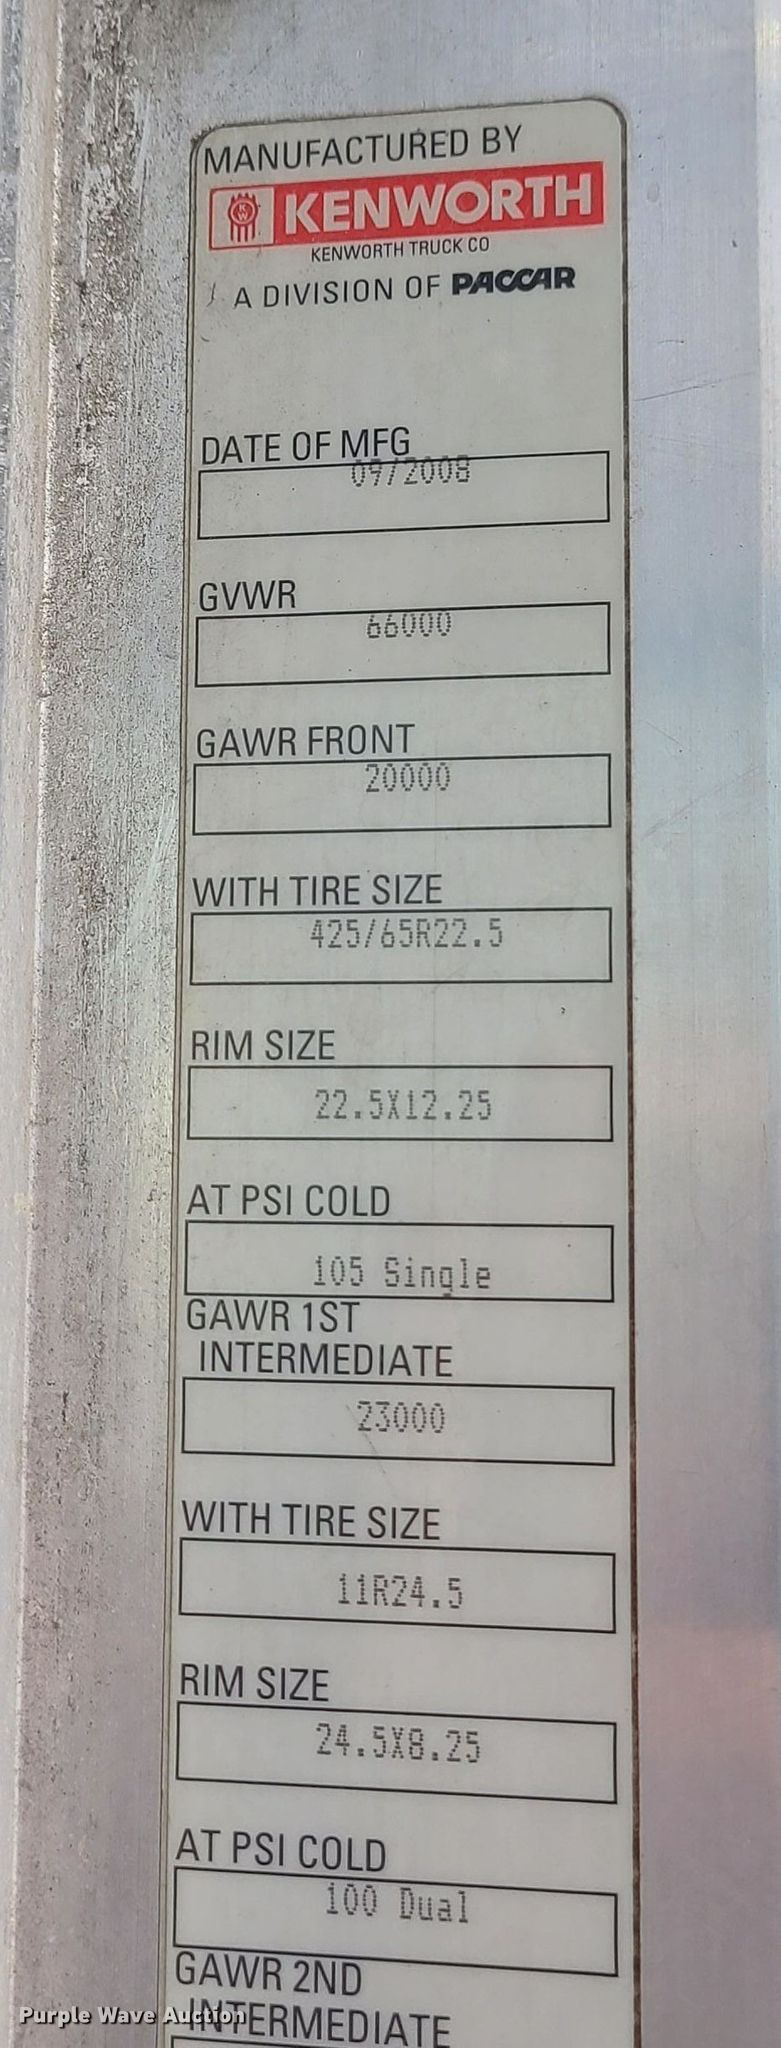 MANUFACTURED BY
KW KENWORTH
KENWORTH TRUCK CO
A DIVISION OF PACCAR
DATE OF MFG
09/2008
GVWR
66000
GAWR FRONT
20000
WITH TIRE SIZE
425/65R22.5
RIM SIZE
22.5X12.25
AT PSI COLD
105 Single
GAWR 1ST
INTERMEDIATE
23000
WITH TIRE SIZE
11R24.5
RIM SIZE
24.5X8.25
AT PSI COLD
100 Dual
GAWR 2ND
INTERMEDIATE
Purple Wave Auction